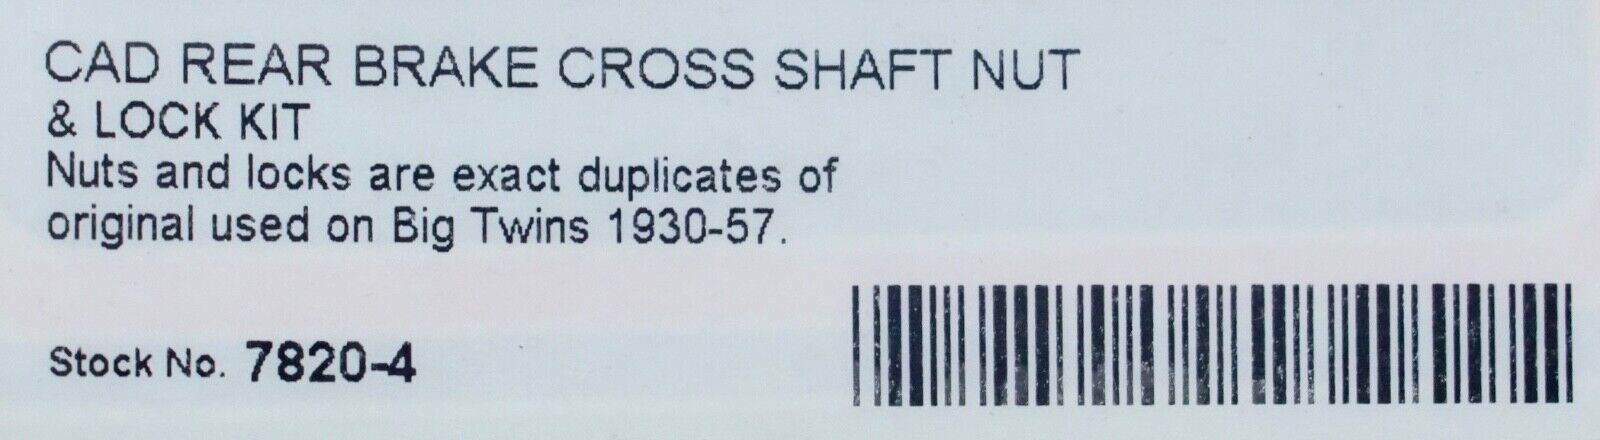 CAD REAR BRAKE CROSS SHAFT NUT
& LOCK KIT
Nuts and locks are exact duplicates of
original used on Big Twins 1930-57.
Stock No. 7820-4